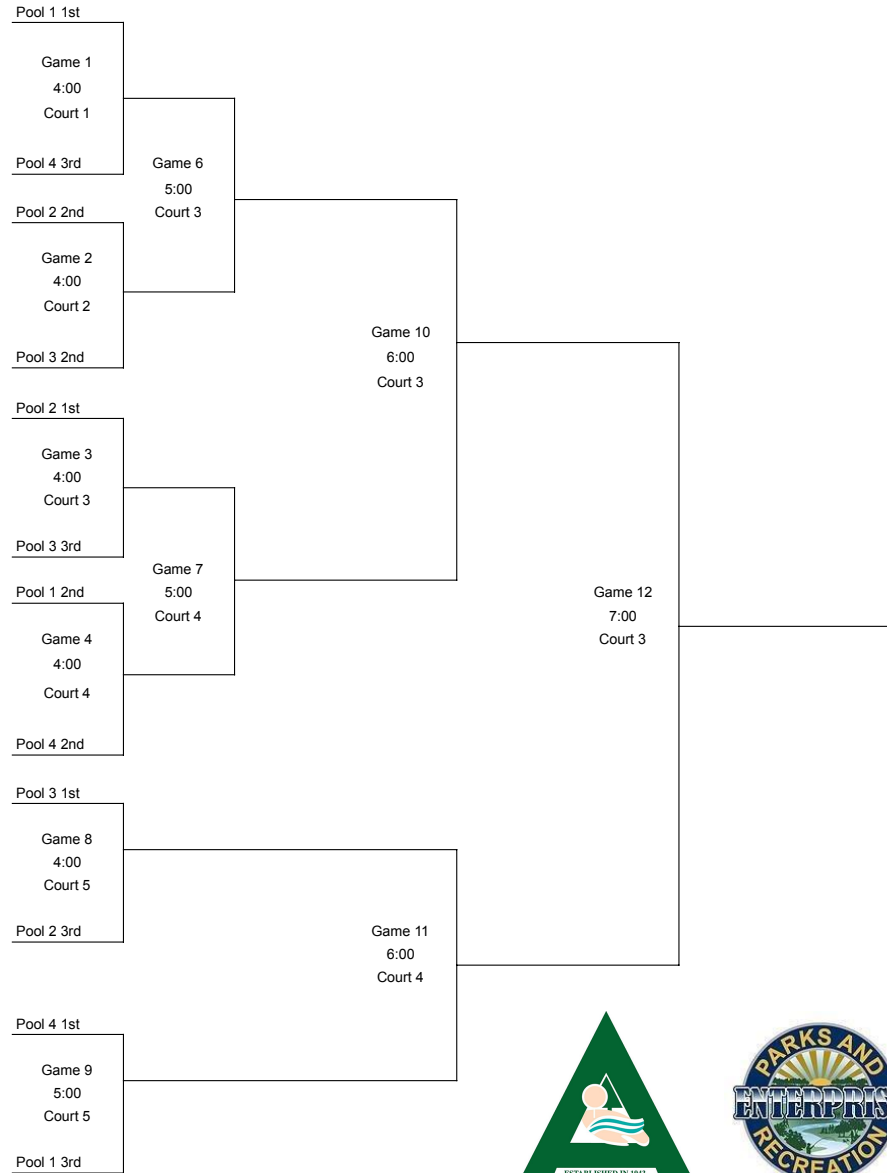 Pool 1 1st
Game 1
4:00
Court 1
Pool 4 3rd
Game 6
5:00
Court 3
Pool 2 2nd
Game 2
4:00
Court 2
Pool 3 2nd
Game 10
6:00
Court 3
Pool 2 1st
Game 3
4:00
Court 3
Pool 3 3rd
Game 7
5:00
Court 4
Pool 1 2nd
Game 4
4:00
Court 4
Pool 4 2nd
Game 12
7:00
Court 3
Pool 3 1st
Game 8
4:00
Court 5
Pool 2 3rd
Game 11
6:00
Court 4
Pool 4 1st
Game 9
5:00
Court 5
Pool 1 3rd
ESTABLISHED IN 1943
PARKS AND
ENTERPRISE
RECREATION